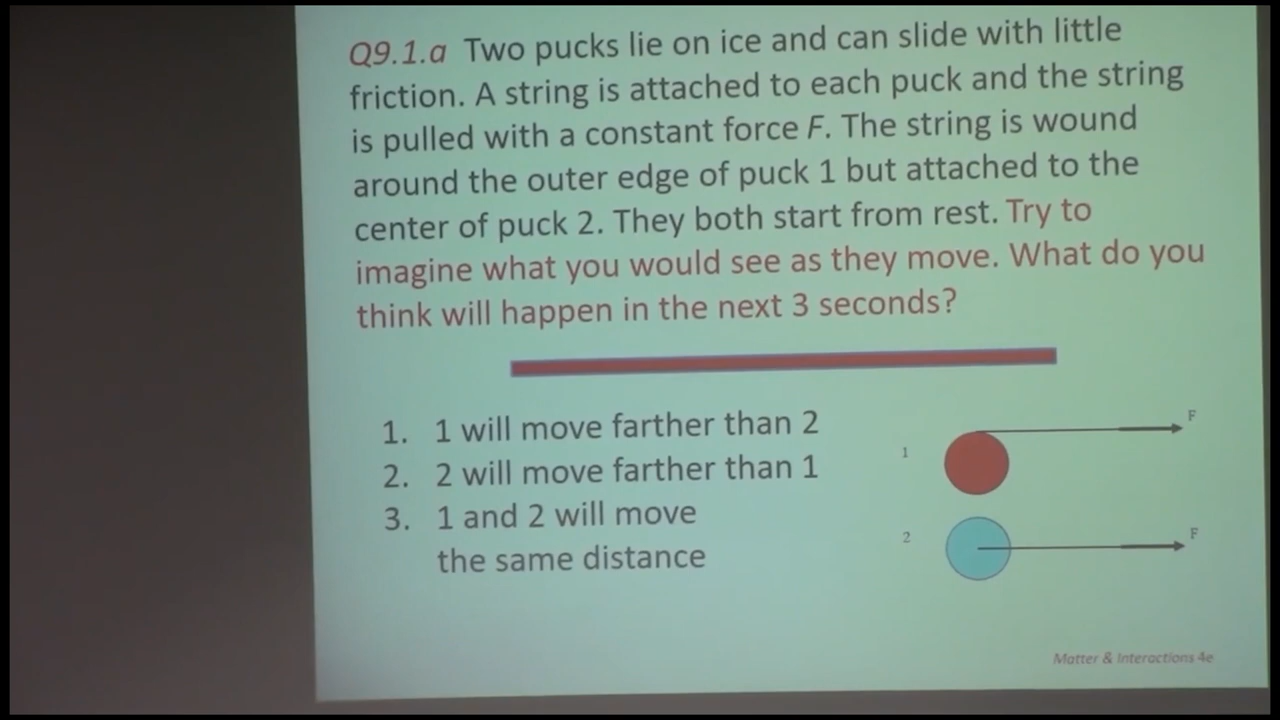 Q9.1.a Two pucks lie on ice and can slide with little
friction. A string is attached to each puck and the string
is pulled with a constant force F. The string is wound
around the outer edge of puck 1 but attached to the
center of puck 2. They both start from rest. Try to
imagine what you would see as they move. What do you
think will happen in the next 3 seconds?
1. 1 will move farther than 2
2. 2 will move farther than 1
3. 1 and 2 will move
the same distance
F
1
2
F
Matter & Interactions 4e